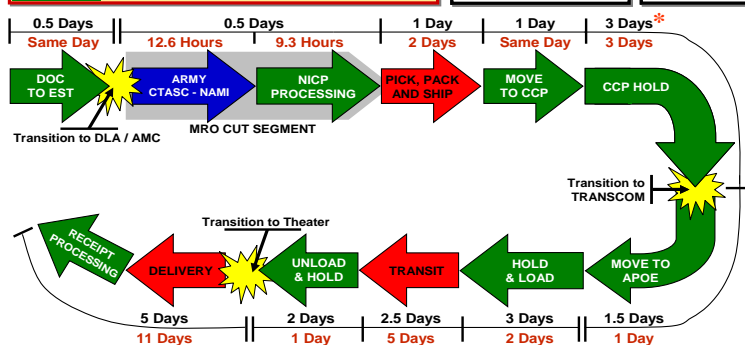 0.5 Days
0.5 Days
1 Day
1 Day
3 Days*
Same Day
12.6 Hours
9.3 Hours
2 Days
Same Day
3 Days
DOC
TO EST
ARMY
CTASC - NAMI
NICP
PROCESSING
PICK, PACK
AND SHIP
MOVE
TO CCP
CCP HOLD
Transition to DLA / AMC
MRO CUT SEGMENT
Transition to
TRANSCOM
Transition to Theater
RECEIPT
PROCESSING
DELIVERY
UNLOAD
& HOLD
TRANSIT
HOLD
& LOAD
MOVE TO
APOE
5 Days
2 Days
2.5 Days
3 Days
1.5 Days
11 Days
1 Day
5 Days
2 Days
1 Day